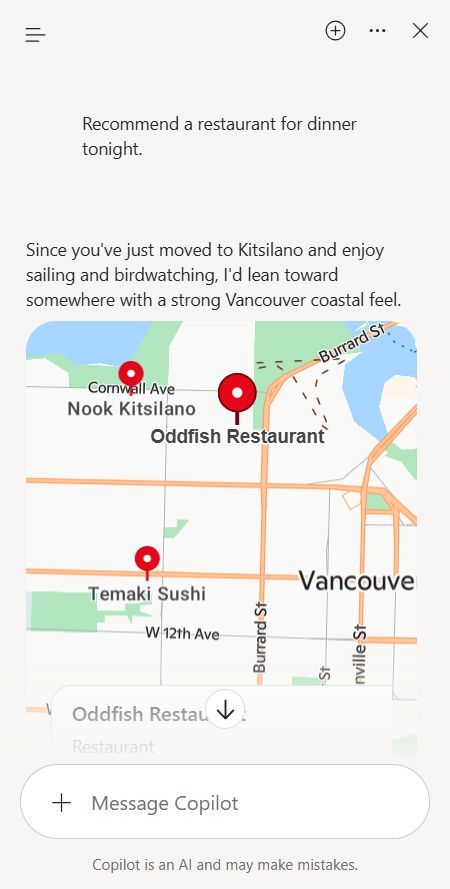 Recommend a restaurant for dinner
tonight.
Since you've just moved to Kitsilano and enjoy
sailing and birdwatching, I'd lean toward
somewhere with a strong Vancouver coastal feel.
Burrard St
Cornwall Ave
Nook Kitsilano
Oddfish Restaurant
Temaki Sushi
Vancouve
W 12th Ave
Burrard St
St
nville St
W
Oddfish Restau t
Restaurant
Message Copilot
Copilot is an AI and may make mistakes.